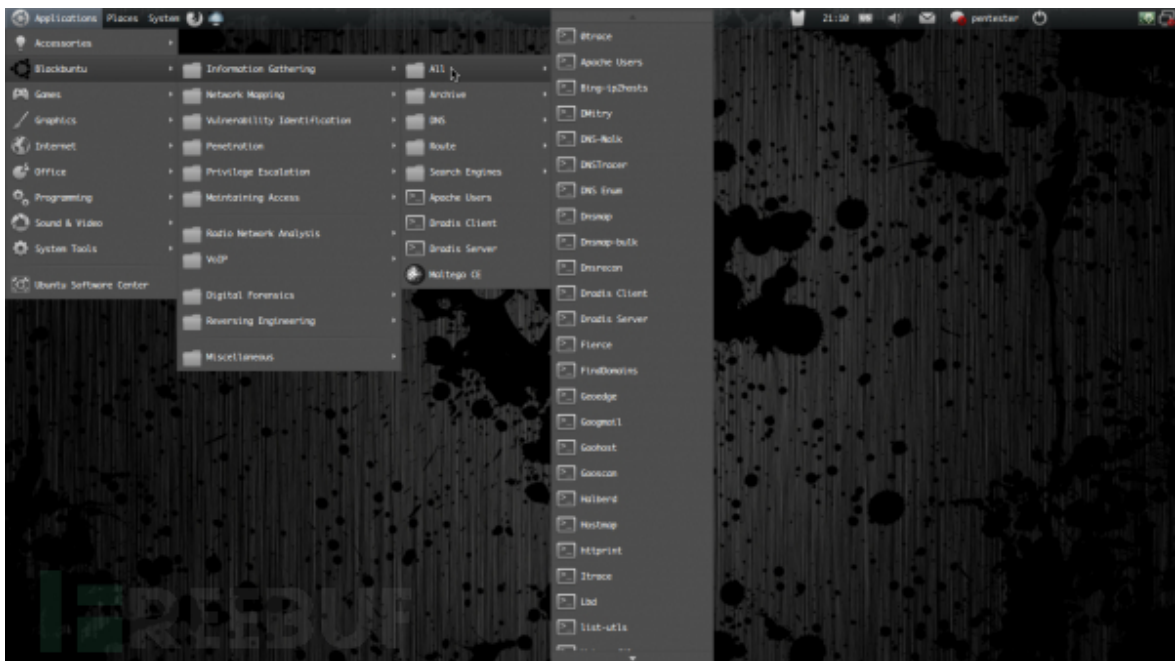 Applications Places System
21:10
pentester
Accessories
Blackbuntu
Games
Graphics
Internet
Office
Programming
Sound & Video
System Tools
Ubuntu Software Center
Information Gathering
Network Mapping
Vulnerability Identification
Penetration
Privilege Escalation
Maintaining Access
Radio Network Analysis
VoIP
Digital Forensics
Reversing Engineering
Miscellaneous
All
Archive
DNS
Route
Search Engines
Apache Users
Dradis Client
Dradis Server
Maltego CE
0trace
Apache Users
Bing-ip2hosts
DMitry
DNS-Walk
DNSTracer
DNS Enum
Dnsmap
Dnsmap-bulk
Dnsrecon
Dradis Client
Dradis Server
Fierce
FindDomains
Geoedge
Googmail
Goohost
Gooscan
Halberd
Hostmap
httprint
Itrace
Lbd
list-utls
REEBUF